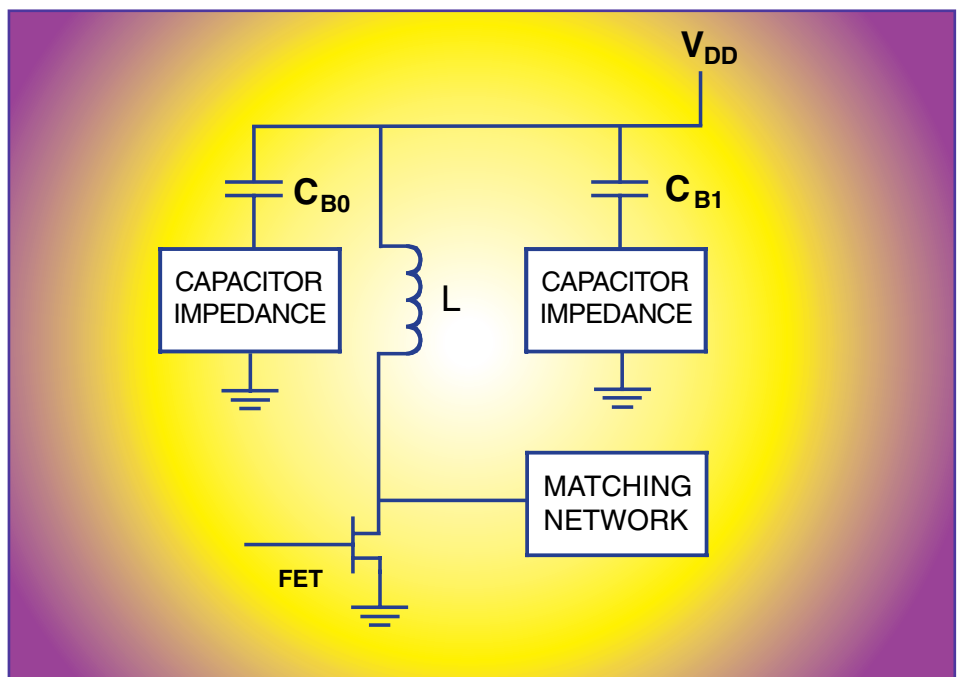 VDD
CB0
CB1
CAPACITOR
IMPEDANCE
L
CAPACITOR
IMPEDANCE
MATCHING
NETWORK
FET